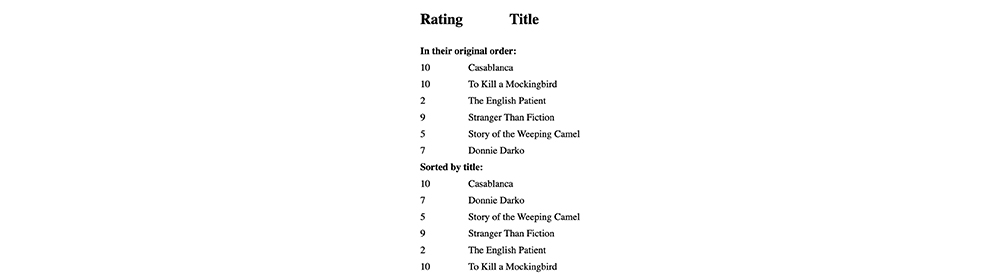 Rating Title
In their original order:
10 Casablanca
10 To Kill a Mockingbird
2 The English Patient
9 Stranger Than Fiction
5 Story of the Weeping Camel
7 Donnie Darko
Sorted by title:
10 Casablanca
7 Donnie Darko
5 Story of the Weeping Camel
9 Stranger Than Fiction
2 The English Patient
10 To Kill a Mockingbird